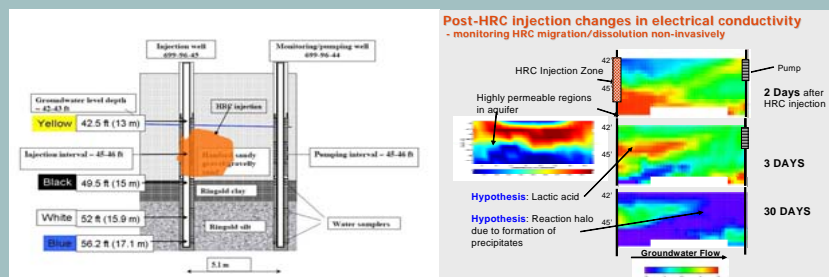 Injection well
699-96-45
Monitoring/pumping well
699-96-44
Groundwater level depth
~ 42-43 ft
HRC injection
Yellow 42.5 ft (13 m)
Injection interval ~ 45-46 ft
Hanford sandy
gravel/gravelly
Pumping interval ~ 45-46 ft
Black 49.5 ft (15 m)
Ringold clay
White 52 ft (15.9 m)
Water samplers
Ringold silt
Blue 56.2 ft (17.1 m)
5.1 m
Post-HRC injection changes in electrical conductivity
- monitoring HRC migration/dissolution non-invasively
HRC Injection Zone
42'
45'
Pump
2 Days after
HRC injection
Highly permeable regions
in aquifer
42'
45'
3 DAYS
Hypothesis: Lactic acid
Hypothesis: Reaction halo
due to formation of
precipitates
42'
45'
30 DAYS
Groundwater Flow